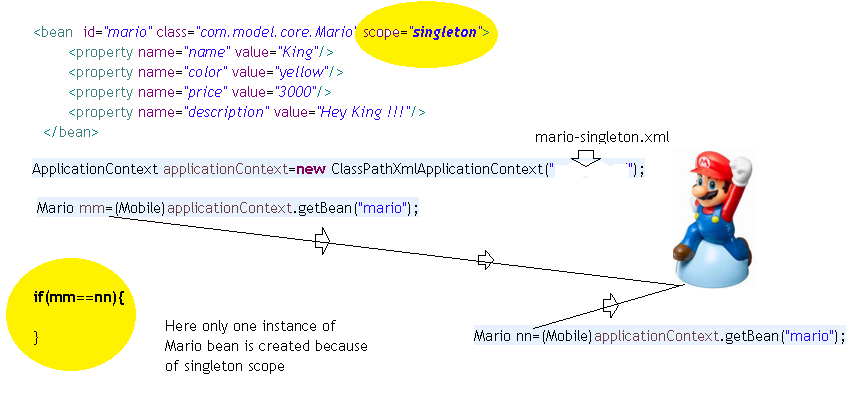 <bean id="mario" class="com.model.core.Mario" scope="singleton">
<property name="name" value="King"/>
<property name="color" value="yellow"/>
<property name="price" value="3000"/>
<property name="description" value="Hey King !!!"/>
</bean>
mario-singleton.xml
ApplicationContext applicationContext=new ClassPathXmlApplicationContext(" ");
Mario mm=(Mobile)applicationContext.getBean("mario");
if(mm==nn){
}
Here only one instance of
Mario bean is created because
of singleton scope
Mario nn=(Mobile)applicationContext.getBean("mario");